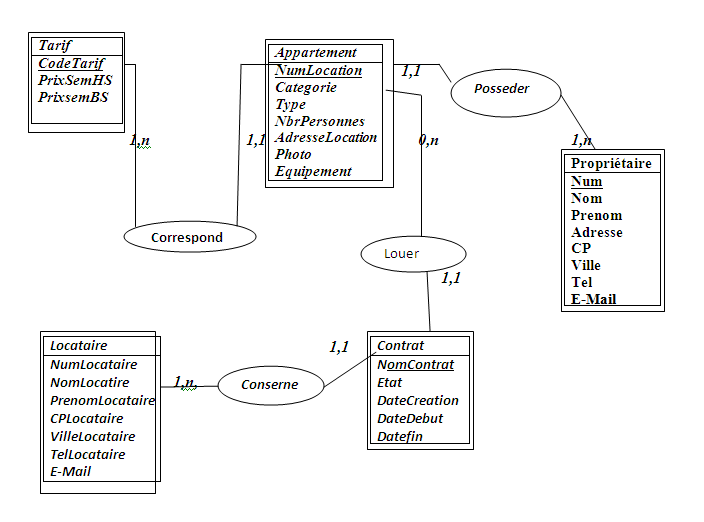 Tarif
CodeTarif
PrixSemHS
PrixsemBS
1,n
Appartement
NumLocation
Categorie
Type
NbrPersonnes
AdresseLocation
Photo
Equipement
1,1
1,1
Posseder
0,n
1,n
Propriétaire
Num
Nom
Prenom
Adresse
CP
Ville
Tel
E-Mail
Correspond
Louer
1,1
Locataire
NumLocataire
NomLocatire
PrenomLocataire
CPLocataire
VilleLocataire
TelLocataire
E-Mail
1,n,
Conserne
1,1
Contrat
NomContrat
Etat
DateCreation
DateDebut
Datefin